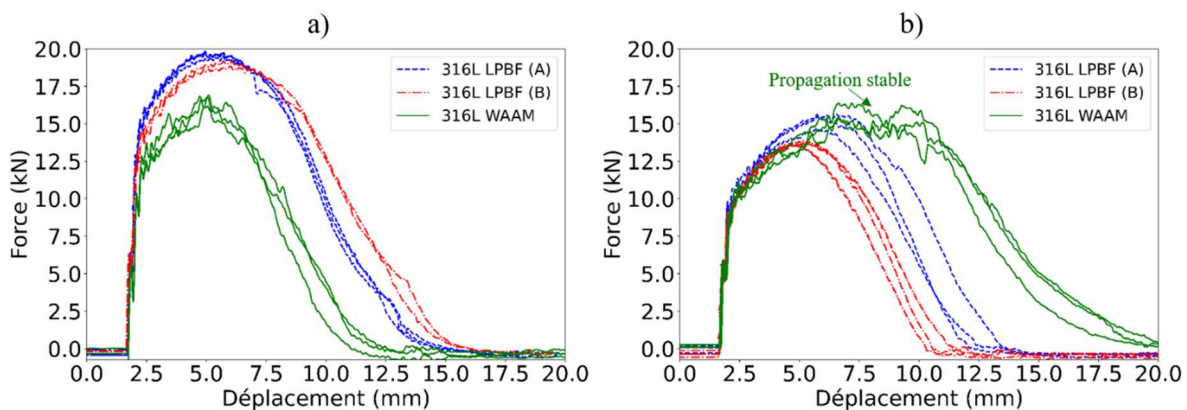 a)
20.0
17.5
15.0
12.5
10.0
7.5
5.0
2.5
0.0
Force (kN)
316L LPBF (A)
316L LPBF (B)
316L WAAM
0.0 2.5 5.0 7.5 10.0 12.5 15.0 17.5 20.0
Déplacement (mm)
b)
20.0
17.5
15.0
12.5
10.0
7.5
5.0
2.5
0.0
Force (kN)
Propagation stable
316L LPBF (A)
316L LPBF (B)
316L WAAM
0.0 2.5 5.0 7.5 10.0 12.5 15.0 17.5 20.0
Déplacement (mm)